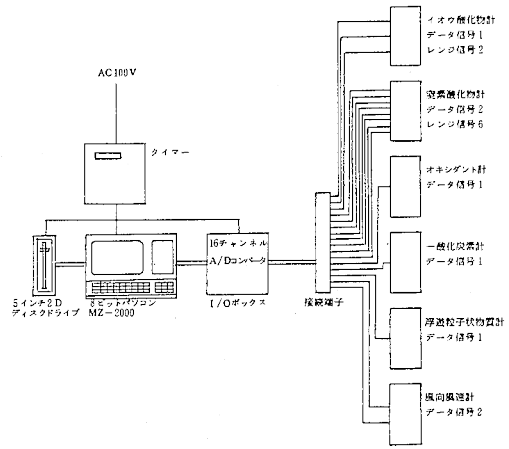 AC100V
タイマー
5インチ2D
ディスクドライブ
8ビットパソコン
MZ-2000
16チャンネル
A/Dコンバータ
I/Oボックス
接続端子
イオウ酸化物計
データ信号1
レンジ信号2
窒素酸化物計
データ信号2
レンジ信号6
オキシダント計
データ信号1
一酸化炭素計
データ信号1
浮遊粒子状物質計
データ信号1
風向風速計
データ信号2